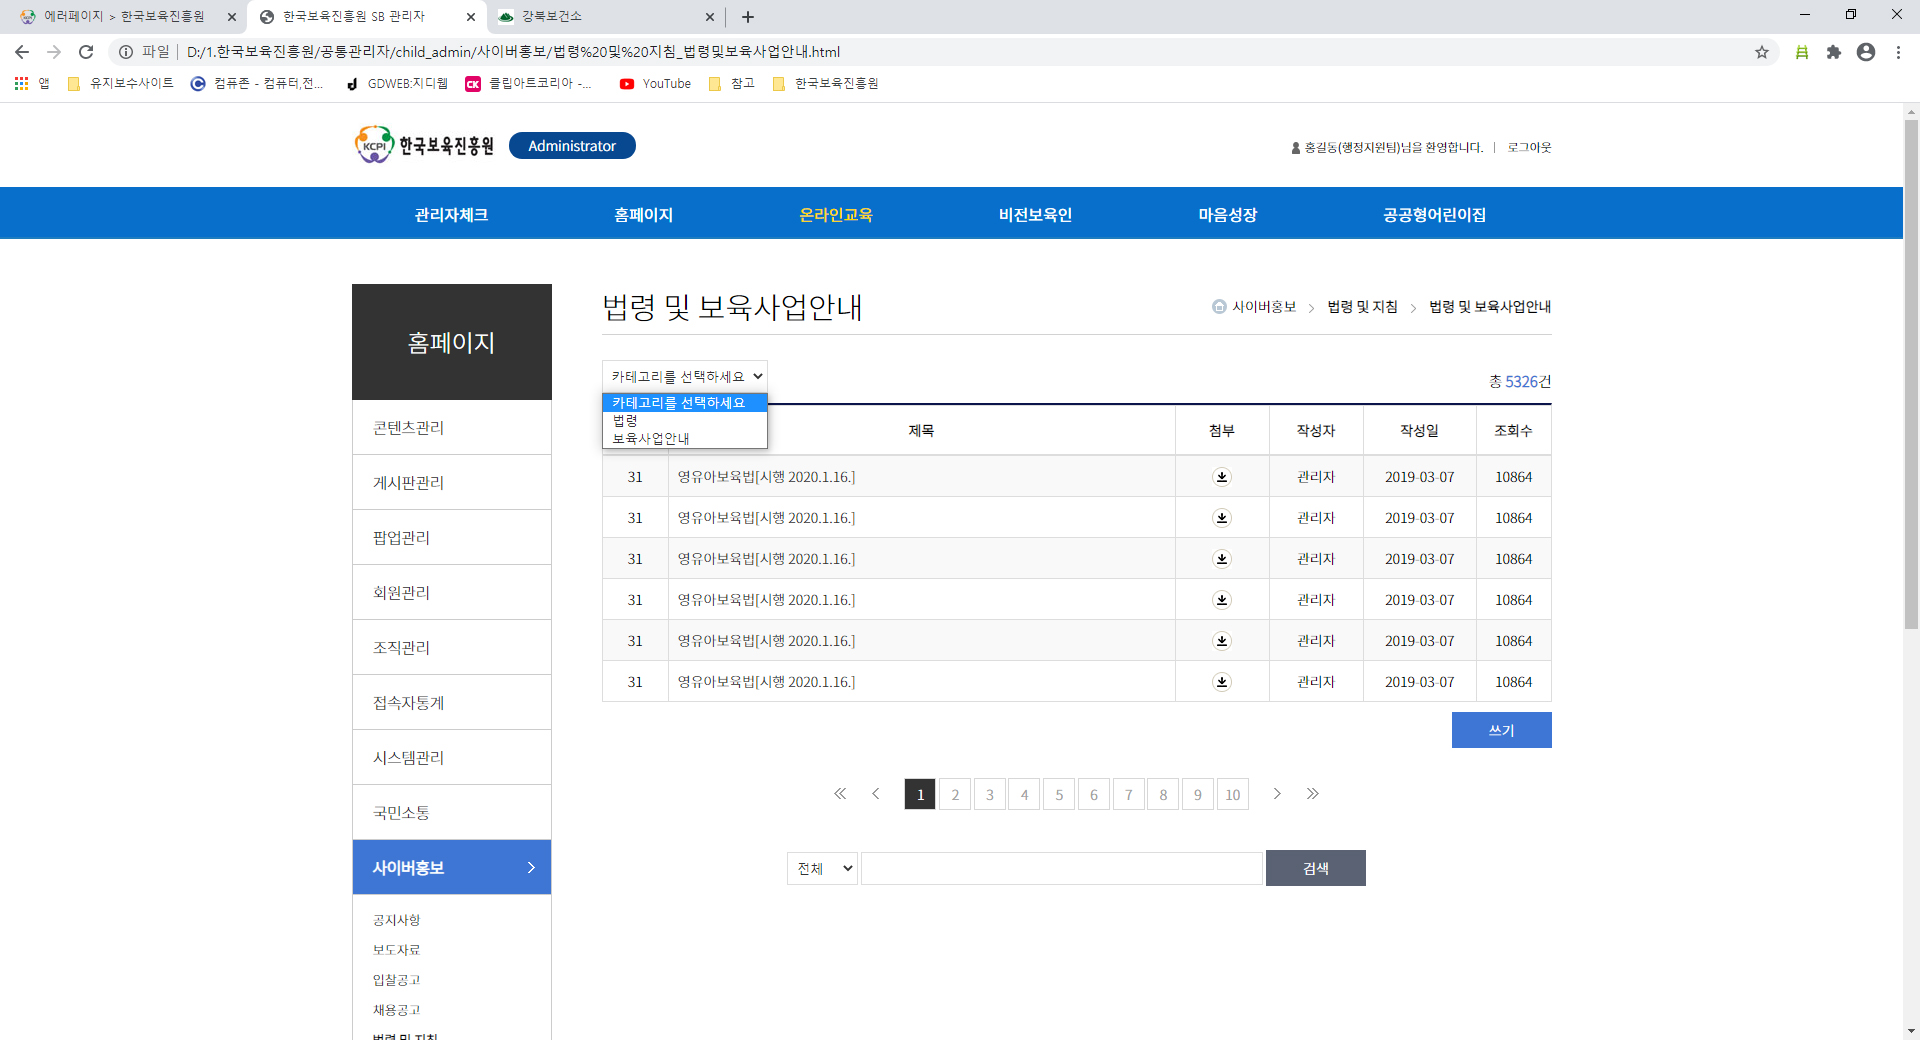 에러페이지 > 한국보육진흥원
한국보육진흥원 SB 관리자
강북보건소
파일 D:/1.한국보육진흥원/공통관리자/child_admin/사이버홍보/법령%20및%20지침_법령및보육사업안내.html
앱 유지보수사이트 컴퓨존 - 컴퓨터,전... GDWEB:지디웹 클립아트코리아 -... YouTube 참고 한국보육진흥원
KCPI 한국보육진흥원 Administrator 홍길동(행정지원팀)님을 환영합니다. 로그아웃
관리자체크 홈페이지 온라인교육 비전보육인 마음성장 공공형어린이집
홈페이지
콘텐츠관리
게시판관리
팝업관리
회원관리
조직관리
접속자통계
시스템관리
국민소통
사이버홍보
공지사항
보도자료
입찰공고
채용공고
법령 및 지침
법령 및 보육사업안내
사이버홍보 > 법령 및 지침 > 법령 및 보육사업안내
카테고리를 선택하세요
총 5326건
카테고리를 선택하세요
법령
보육사업안내
제목 첨부 작성자 작성일 조회수
31 영유아보육법[시행 2020.1.16.] 관리자 2019-03-07 10864
31 영유아보육법[시행 2020.1.16.] 관리자 2019-03-07 10864
31 영유아보육법[시행 2020.1.16.] 관리자 2019-03-07 10864
31 영유아보육법[시행 2020.1.16.] 관리자 2019-03-07 10864
31 영유아보육법[시행 2020.1.16.] 관리자 2019-03-07 10864
31 영유아보육법[시행 2020.1.16.] 관리자 2019-03-07 10864
쓰기
1 2 3 4 5 6 7 8 9 10
전체 검색